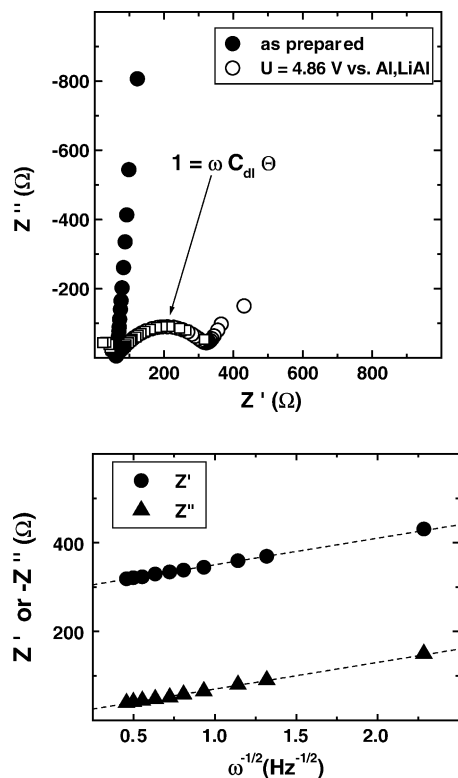 as prepared
U = 4.86 V vs. Al,LiAl
-800
-600
-400
-200
1 = ω C_dl Θ
Z '' (Ω)
200 400 600 800
Z ' (Ω)
Z'
Z''
400
200
Z ' or -Z '' (Ω)
0.5 1.0 1.5 2.0
ω^-1/2(Hz^-1/2)